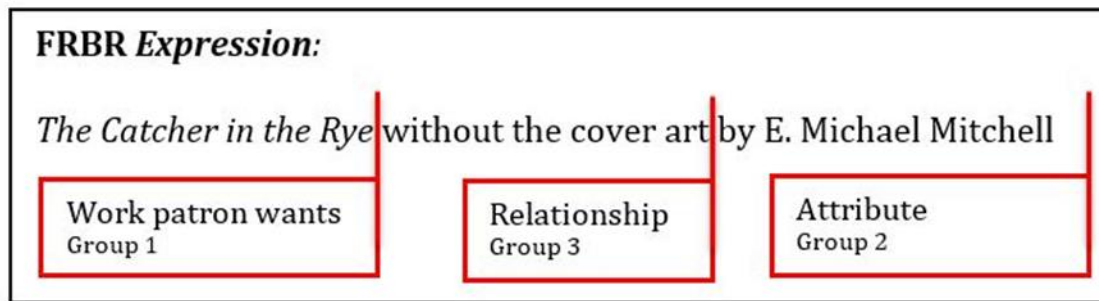 FRBR Expression:
The Catcher in the Rye without the cover art by E. Michael Mitchell
Work patron wants
Group 1
Relationship
Group 3
Attribute
Group 2